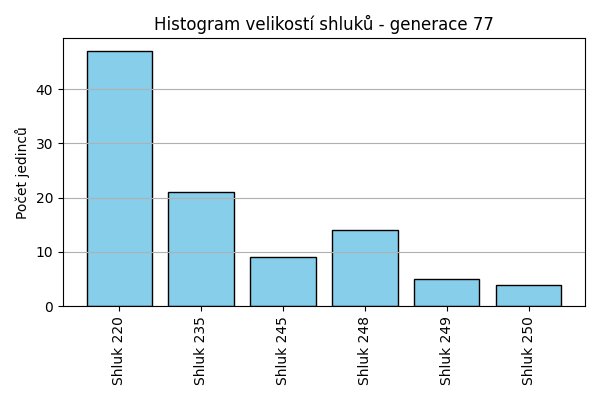 Histogram velikostí shluků - generace 77
Počet jedinců
40
30
20
10
0
Shluk 220
Shluk 235
Shluk 245
Shluk 248
Shluk 249
Shluk 250